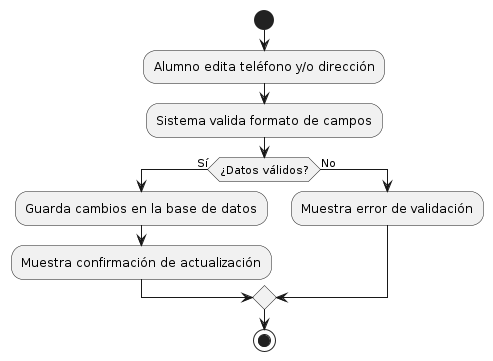 Alumno edita teléfono y/o dirección
Sistema valida formato de campos
¿Datos válidos?
Sí
No
Guarda cambios en la base de datos
Muestra error de validación
Muestra confirmación de actualización